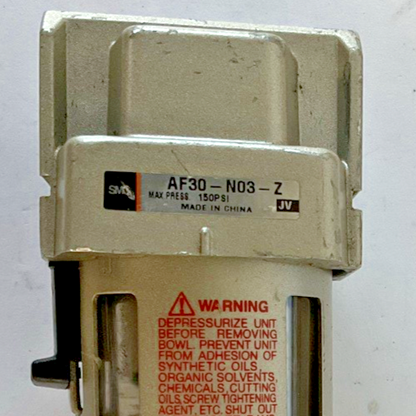 SMC
AF30-N03-Z
MAX PRESS 150PSI
MADE IN CHINA
JV
WARNING
DEPRESSURIZE UNIT
BEFORE REMOVING
BOWL. PREVENT UNIT
FROM ADHESION OF
SYNTHETIC OILS,
ORGANIC SOLVENTS,
CHEMICALS, CUTTING
OILS, SCREW TIGHTENING
AGENT, ETC. SHUT OUT